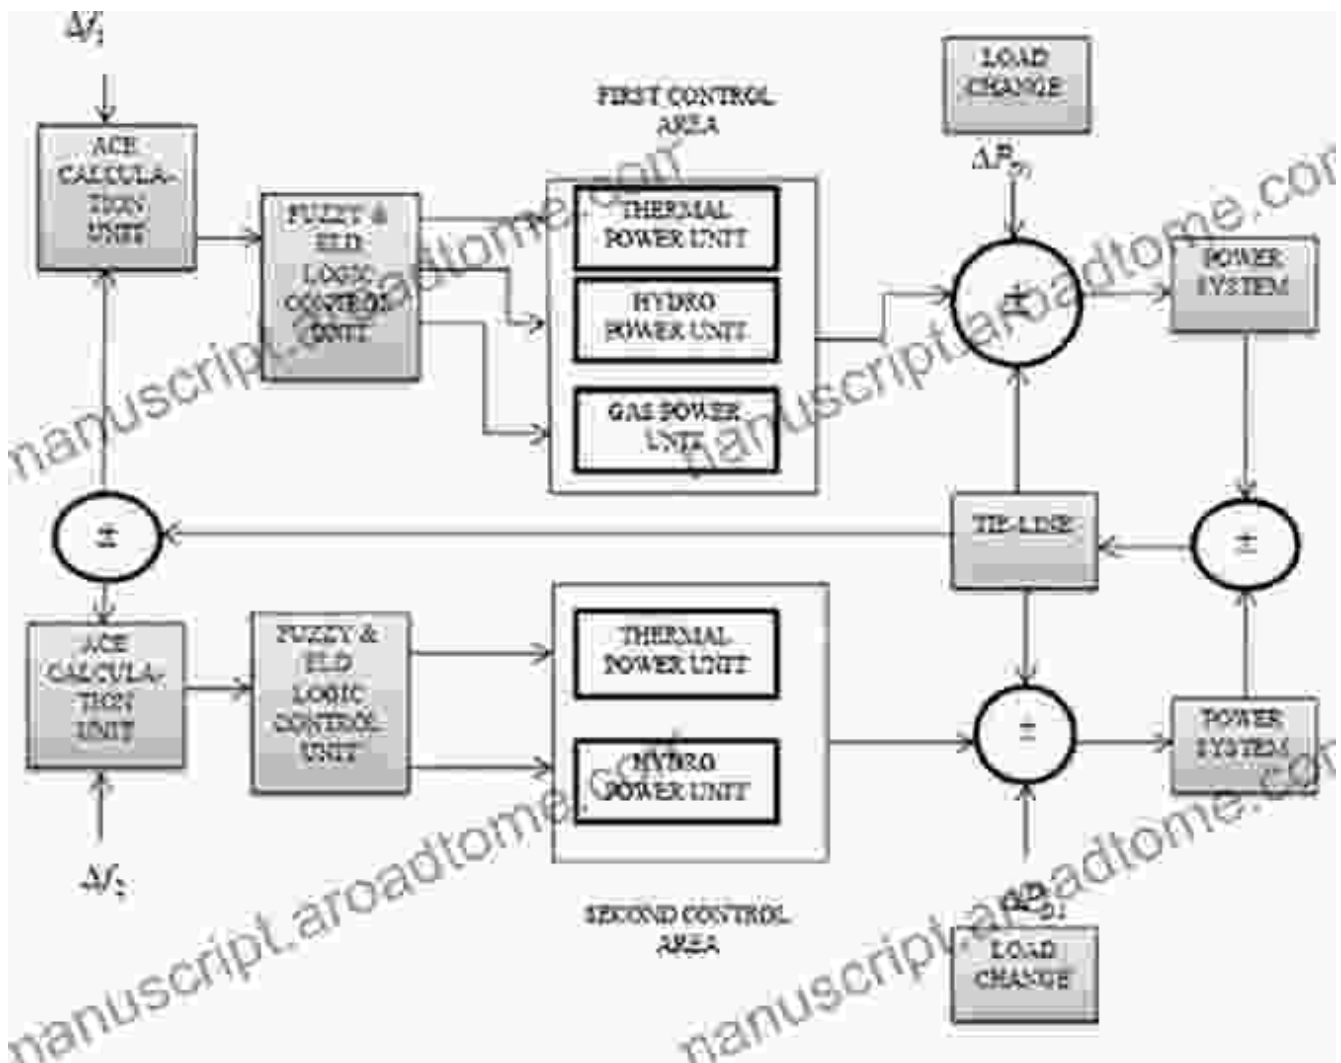 Δf₁
ACE
CALCULA-
TION
UNIT
FUZZY &
ELD
LOGIC
CONTROL
UNIT
FIRST CONTROL
AREA
THERMAL
POWER UNIT
HYDRO
POWER UNIT
GAS POWER
UNIT
LOAD
CHANGE
ΔP
±
POWER
SYSTEM
±
TIE-LINE
±
ACE
CALCULA-
TION
UNIT
Δf₂
FUZZY &
ELD
LOGIC
CONTROL
UNIT
THERMAL
POWER UNIT
HYDRO
POWER UNIT
SECOND CONTROL
AREA
±
POWER
SYSTEM
ΔP
LOAD
CHANGE
manuscript.aroadtome.com
manuscript.aroadtome.com
manuscript.aroadtome.com
manuscript.aroadtome.com